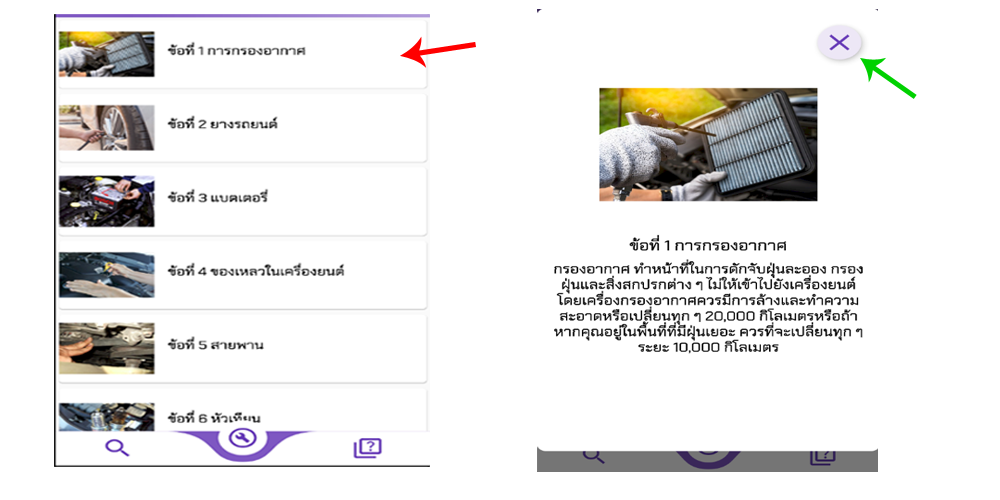 ข้อที่ 1 การกรองอากาศ
ข้อที่ 2 ยางรถยนต์
ข้อที่ 3 แบตเตอรี่
ข้อที่ 4 ของเหลวในเครื่องยนต์
ข้อที่ 5 สายพาน
ข้อที่ 6 หัวเทียน
ข้อที่ 1 การกรองอากาศ
กรองอากาศ ทำหน้าที่ในการดักจับฝุ่นละออง กรอง
ฝุ่นและสิ่งสกปรกต่าง ๆ ไม่ให้เข้าไปยังเครื่องยนต์
โดยเครื่องกรองอากาศควรมีการล้างและทำความ
สะอาดหรือเปลี่ยนทุก ๆ 20,000 กิโลเมตรหรือถ้า
หากคุณอยู่ในพื้นที่ที่มีฝุ่นเยอะ ควรที่จะเปลี่ยนทุก ๆ
ระยะ 10,000 กิโลเมตร